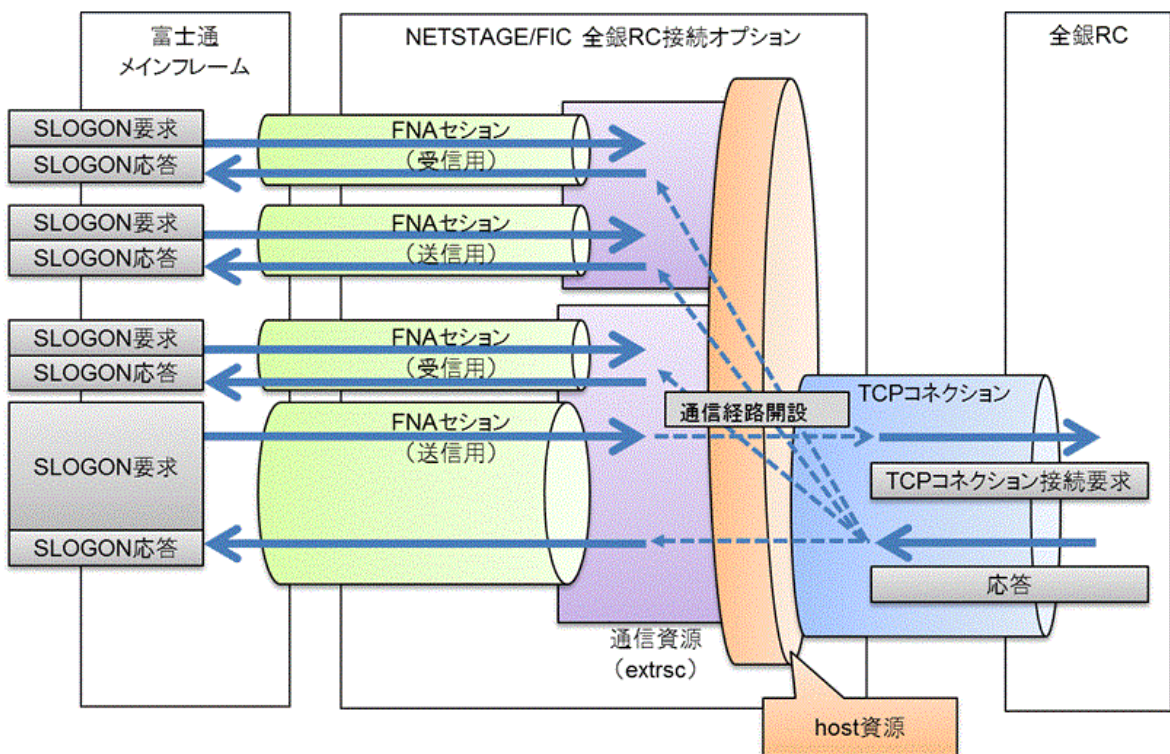 富士通
メインフレーム
NETSTAGE/FIC 全銀RC接続オプション
全銀RC
SLOGON要求
SLOGON応答
FNAセション
（受信用）
SLOGON要求
SLOGON応答
FNAセション
（送信用）
SLOGON要求
SLOGON応答
FNAセション
（受信用）
SLOGON要求
SLOGON応答
FNAセション
（送信用）
通信経路開設
TCPコネクション
TCPコネクション接続要求
応答
通信資源
（extrsc）
host資源